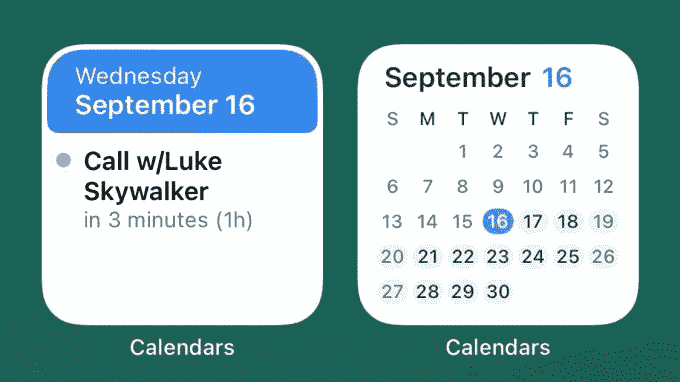 Wednesday
September 16
Call w/Luke
Skywalker
in 3 minutes (1h)
Calendars
September 16
S M T W T F S
1 2 3 4 5
6 7 8 9 10 11 12
13 14 15 16 17 18 19
20 21 22 23 24 25 26
27 28 29 30
Calendars